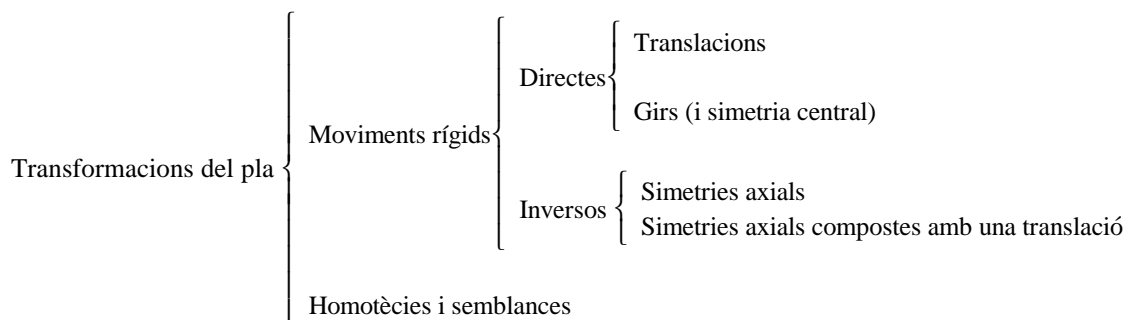 Transformacions del pla
Moviments rígids
Directes
Translacions
Girs (i simetria central)
Inversos
Simetries axials
Simetries axials compostes amb una translació
Homotècies i semblances